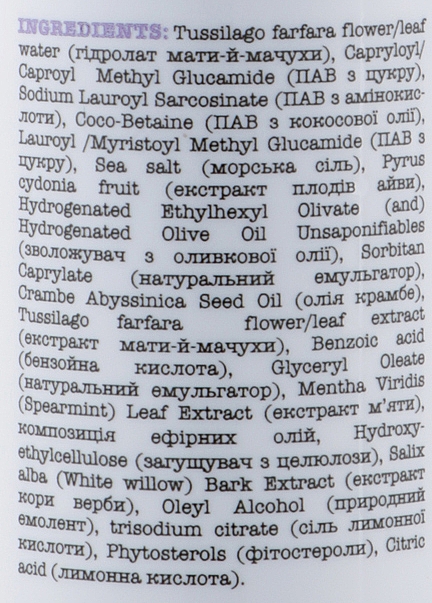 INGREDIENTS: Tussilago farfara flower/leaf
water (гідролат мати-й-мачухи), Capryloyl/
Caproyl Methyl Glucamide (ПАВ з цукру),
Sodium Lauroyl Sarcosinate (ПАВ з амінокис-
лоти), Coco-Betaine (ПАВ з кокосової олії),
Lauroyl /Myristoyl Methyl Glucamide (ПАВ з
цукру), Sea salt (морська сіль), Pyrus
cydonia fruit (екстракт плодів айви),
Hydrogenated Ethylhexyl Olivate (and)
Hydrogenated Olive Oil Unsaponifiables
(зволожувач з оливкової олії), Sorbitan
Caprylate (натуральний емульгатор),
Crambe Abyssinica Seed Oil (олія крамбе),
Tussilago farfara flower/leaf extract
(екстракт мати-й-мачухи), Benzoic acid
(бензойна кислота), Glyceryl Oleate
(натуральний емульгатор), Mentha Viridis
(Spearmint) Leaf Extract (екстракт м'яти),
композиція ефірних олій, Hydroxy-
ethylcellulose (загущувач з целюлози), Salix
alba (White willow) Bark Extract (екстракт
кори верби), Oleyl Alcohol (природний
емолент), trisodium citrate (сіль лимонної
кислоти), Phytosterols (фітостероли), Citric
acid (лимонна кислота).